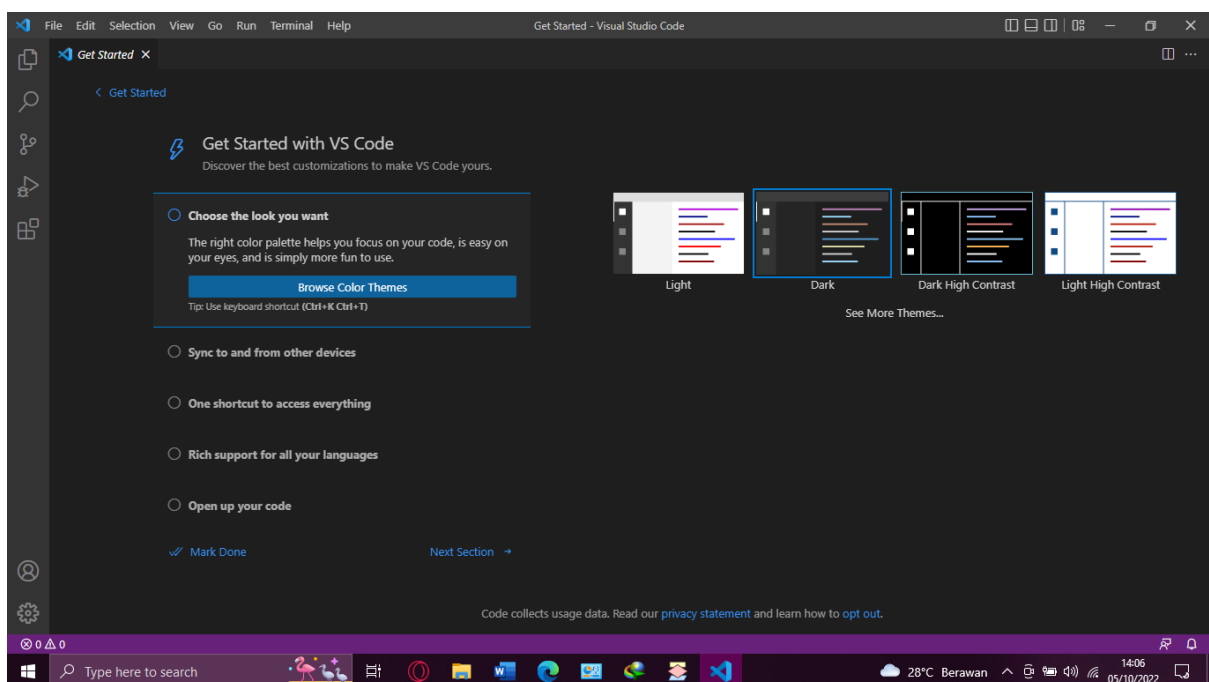 File Edit Selection View Go Run Terminal Help
Get Started - Visual Studio Code
Get Started
Get Started
Get Started with VS Code
Discover the best customizations to make VS Code yours.
Choose the look you want
The right color palette helps you focus on your code, is easy on
your eyes, and is simply more fun to use.
Browse Color Themes
Tip: Use keyboard shortcut (Ctrl+K Ctrl+T)
Light
Dark
Dark High Contrast
Light High Contrast
See More Themes...
Sync to and from other devices
One shortcut to access everything
Rich support for all your languages
Open up your code
Mark Done
Next Section
Code collects usage data. Read our privacy statement and learn how to opt out.
0 0
Type here to search
28°C Berawan
14:06
05/10/2022